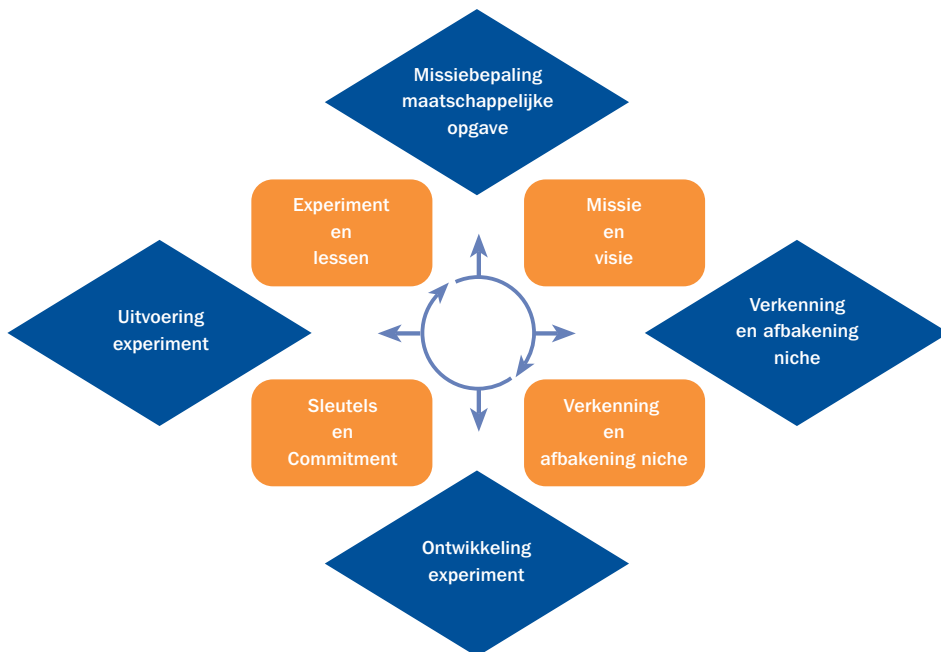 Missiebepaling
maatschappelijke
opgave
Experiment
en
lessen
Missie
en
visie
Uitvoering
experiment
Verkenning
en afbakening
niche
Sleutels
en
Commitment
Verkenning
en
afbakening niche
Ontwikkeling
experiment